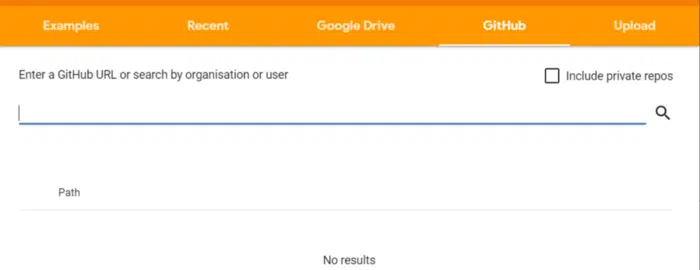 Examples Recent Google Drive GitHub Upload
Enter a GitHub URL or search by organisation or user Include private repos
Path
No results